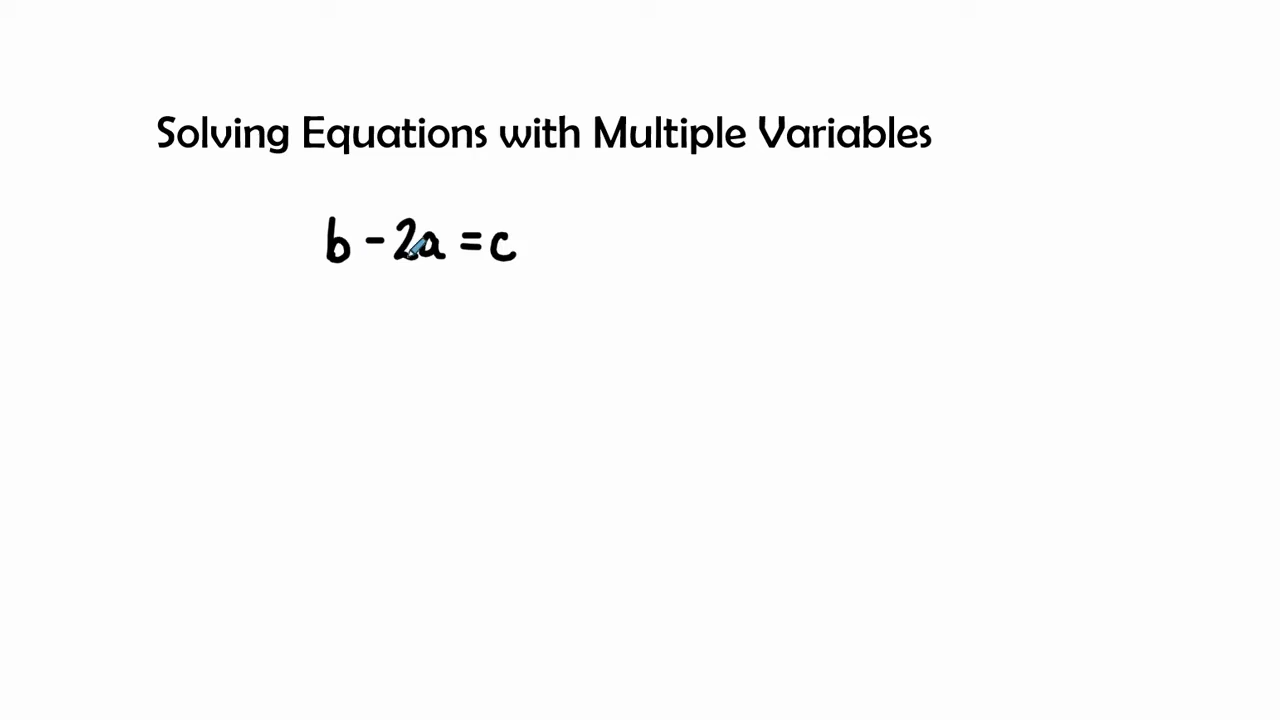 Solving Equations with Multiple Variables
b - 2a = c